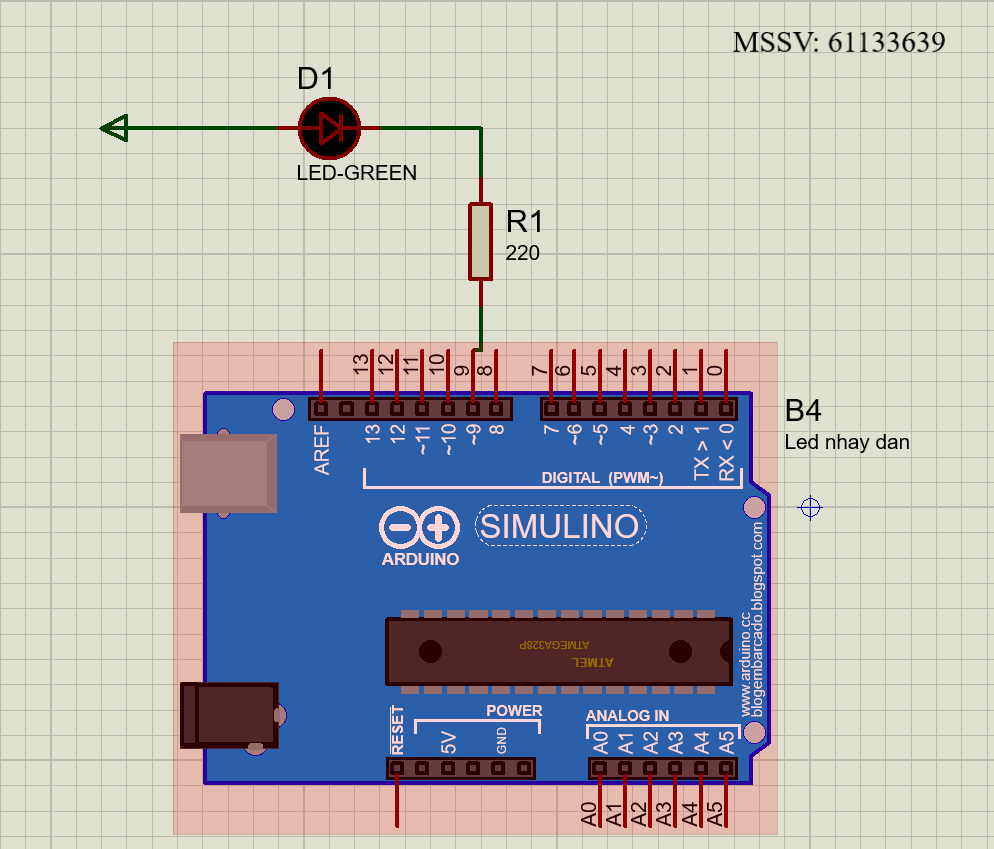 MSSV: 61133639
D1
LED-GREEN
R1
220
13
12
11
10
9
8
7
6
5
4
3
2
1
0
B4
Led nhay dan
AREF
13
12
~11
~10
~9
8
7
~6
~5
4
~3
2
TX > 1
RX < 0
DIGITAL (PWM~)
SIMULINO
ARDUINO
www.arduino.cc
blogembarcado.blogspot.com
ATMEGA328P
ATMEL
RESET
5V
POWER
GND
ANALOG IN
A0
A1
A2
A3
A4
A5
A0
A1
A2
A3
A4
A5